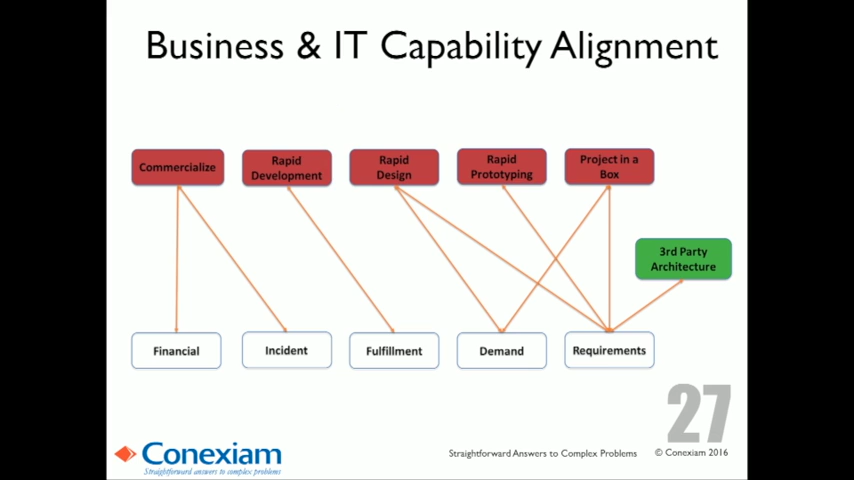 Business & IT Capability Alignment
Commercialize
Rapid
Development
Rapid
Design
Rapid
Prototyping
Project in a
Box
3rd Party
Architecture
Financial
Incident
Fulfillment
Demand
Requirements
27
Conexiam
Straightforward answers to complex problems
Straightforward Answers to Complex Problems
© Conexiam 2016